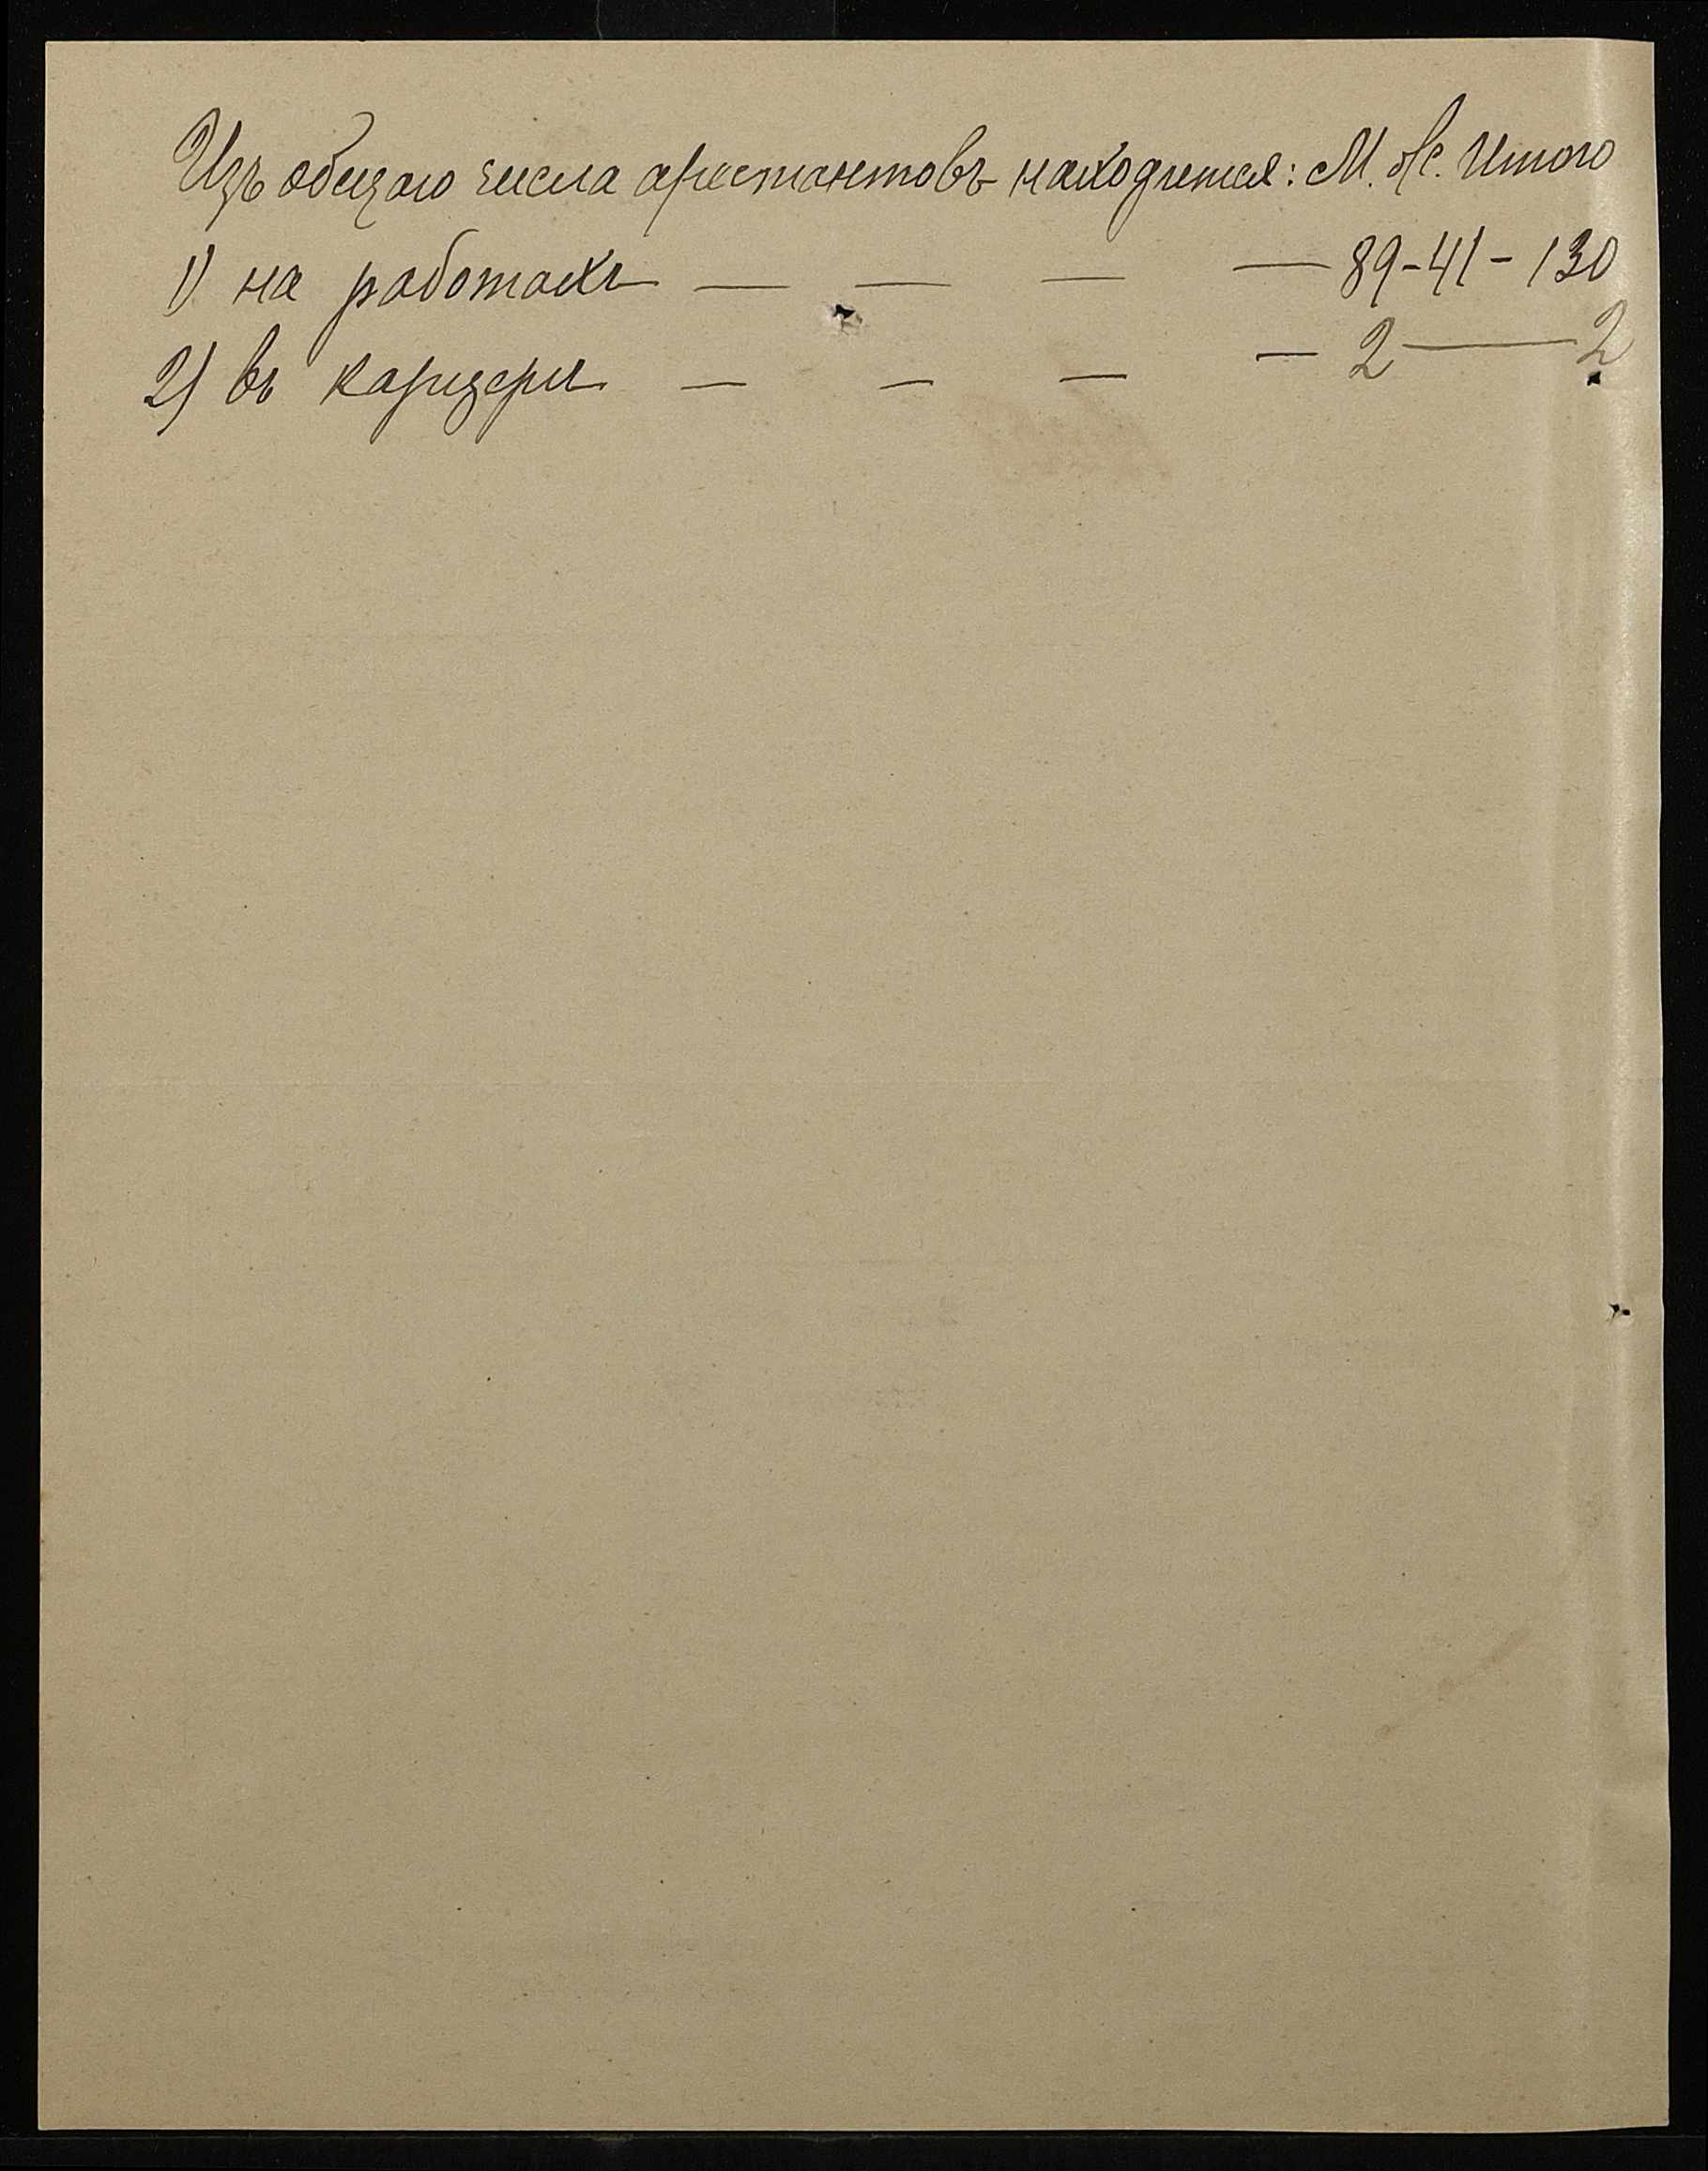 Изъ общаго числа арестантовъ находится: М. Ж. Итого
1) на работахъ — — — — 89-41-130
2) въ карцери — — — — 2 — 2